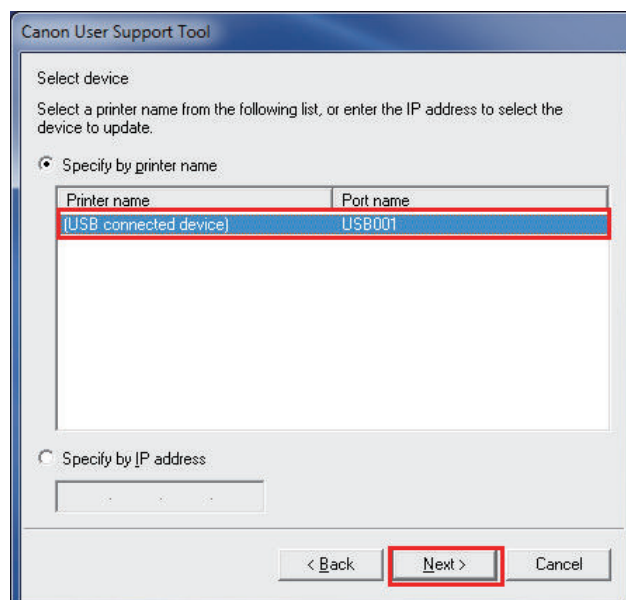 Canon User Support Tool
Select device
Select a printer name from the following list, or enter the IP address to select the
device to update.
Specify by printer name
Printer name Port name
(USB connected device) USB001
Specify by IP address
. . .
< Back Next > Cancel